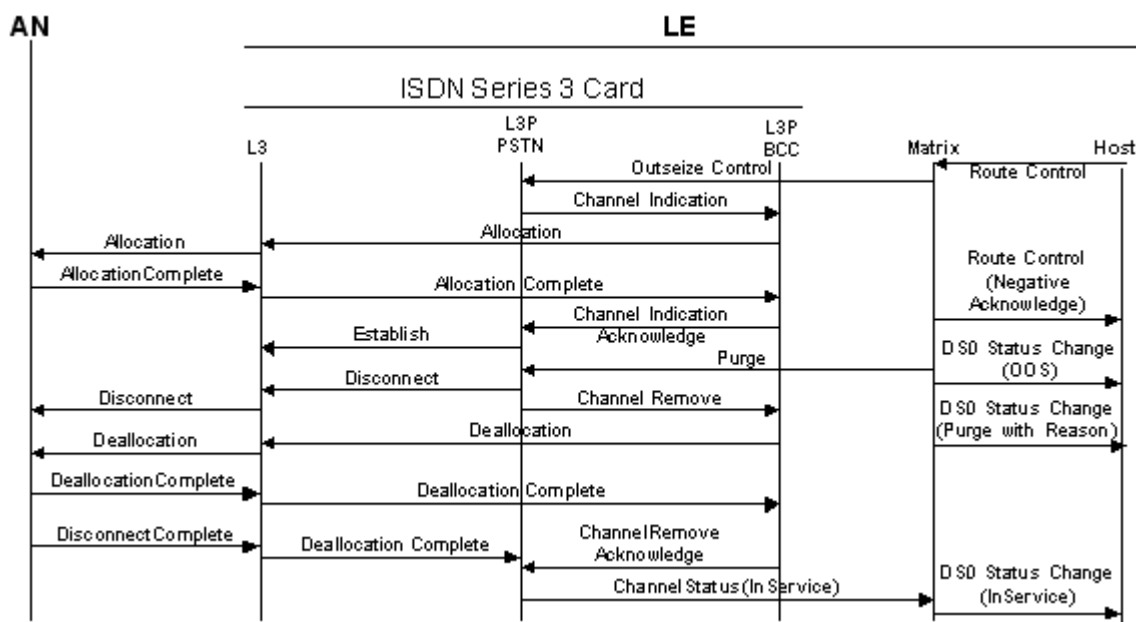 AN
LE
ISDN Series 3 Card
L3
L3P
PSTN
L3P
BCC
Matrix
Host
Outseize Control
Route Control
Channel Indication
Allocation
Allocation
Allocation Complete
Allocation Complete
Route Control
(Negative
Acknowledge)
Channel Indication
Acknowledge
Establish
Purge
DS0 Status Change
(OOS)
Disconnect
Disconnect
Channel Remove
DS0 Status Change
(Purge with Reason)
Deallocation
Deallocation
Deallocation Complete
Deallocation Complete
Disconnect Complete
Deallocation Complete
Channel Remove
Acknowledge
Channel Status (In Service)
DS0 Status Change
(In Service)